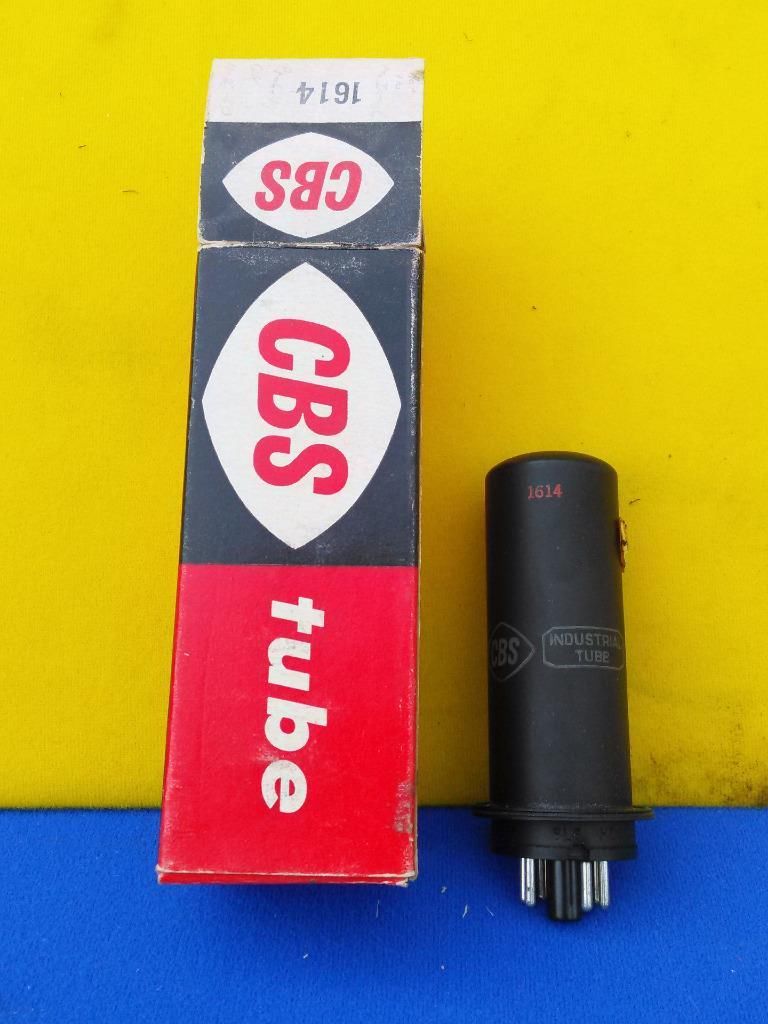 1614
CBS
CBS
tube
1614
CBS
INDUSTRIAL
TUBE